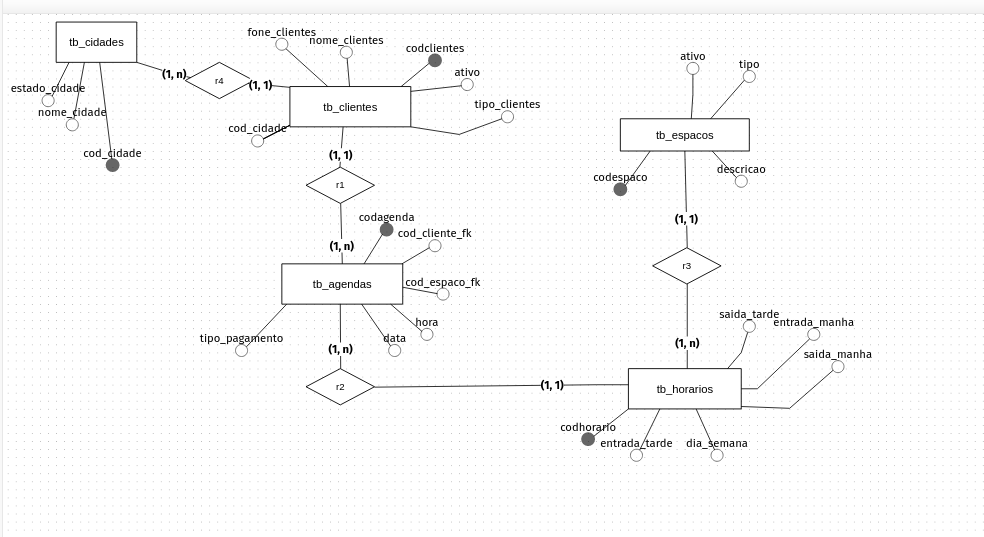 tb_cidades
(1, n)
r4
(1, 1)
estado_cidade
nome_cidade
cod_cidade
fone_clientes
nome_clientes
codclientes
ativo
tipo_clientes
tb_clientes
cod_cidade
(1, 1)
r1
(1, n)
codagenda
cod_cliente_fk
cod_espaco_fk
tb_agendas
hora
data
tipo_pagamento
(1, n)
r2
(1, 1)
ativo
tipo
tb_espacos
codespaco
descricao
(1, 1)
r3
(1, n)
saida_tarde
entrada_manha
saida_manha
tb_horarios
codhorario
entrada_tarde
dia_semana